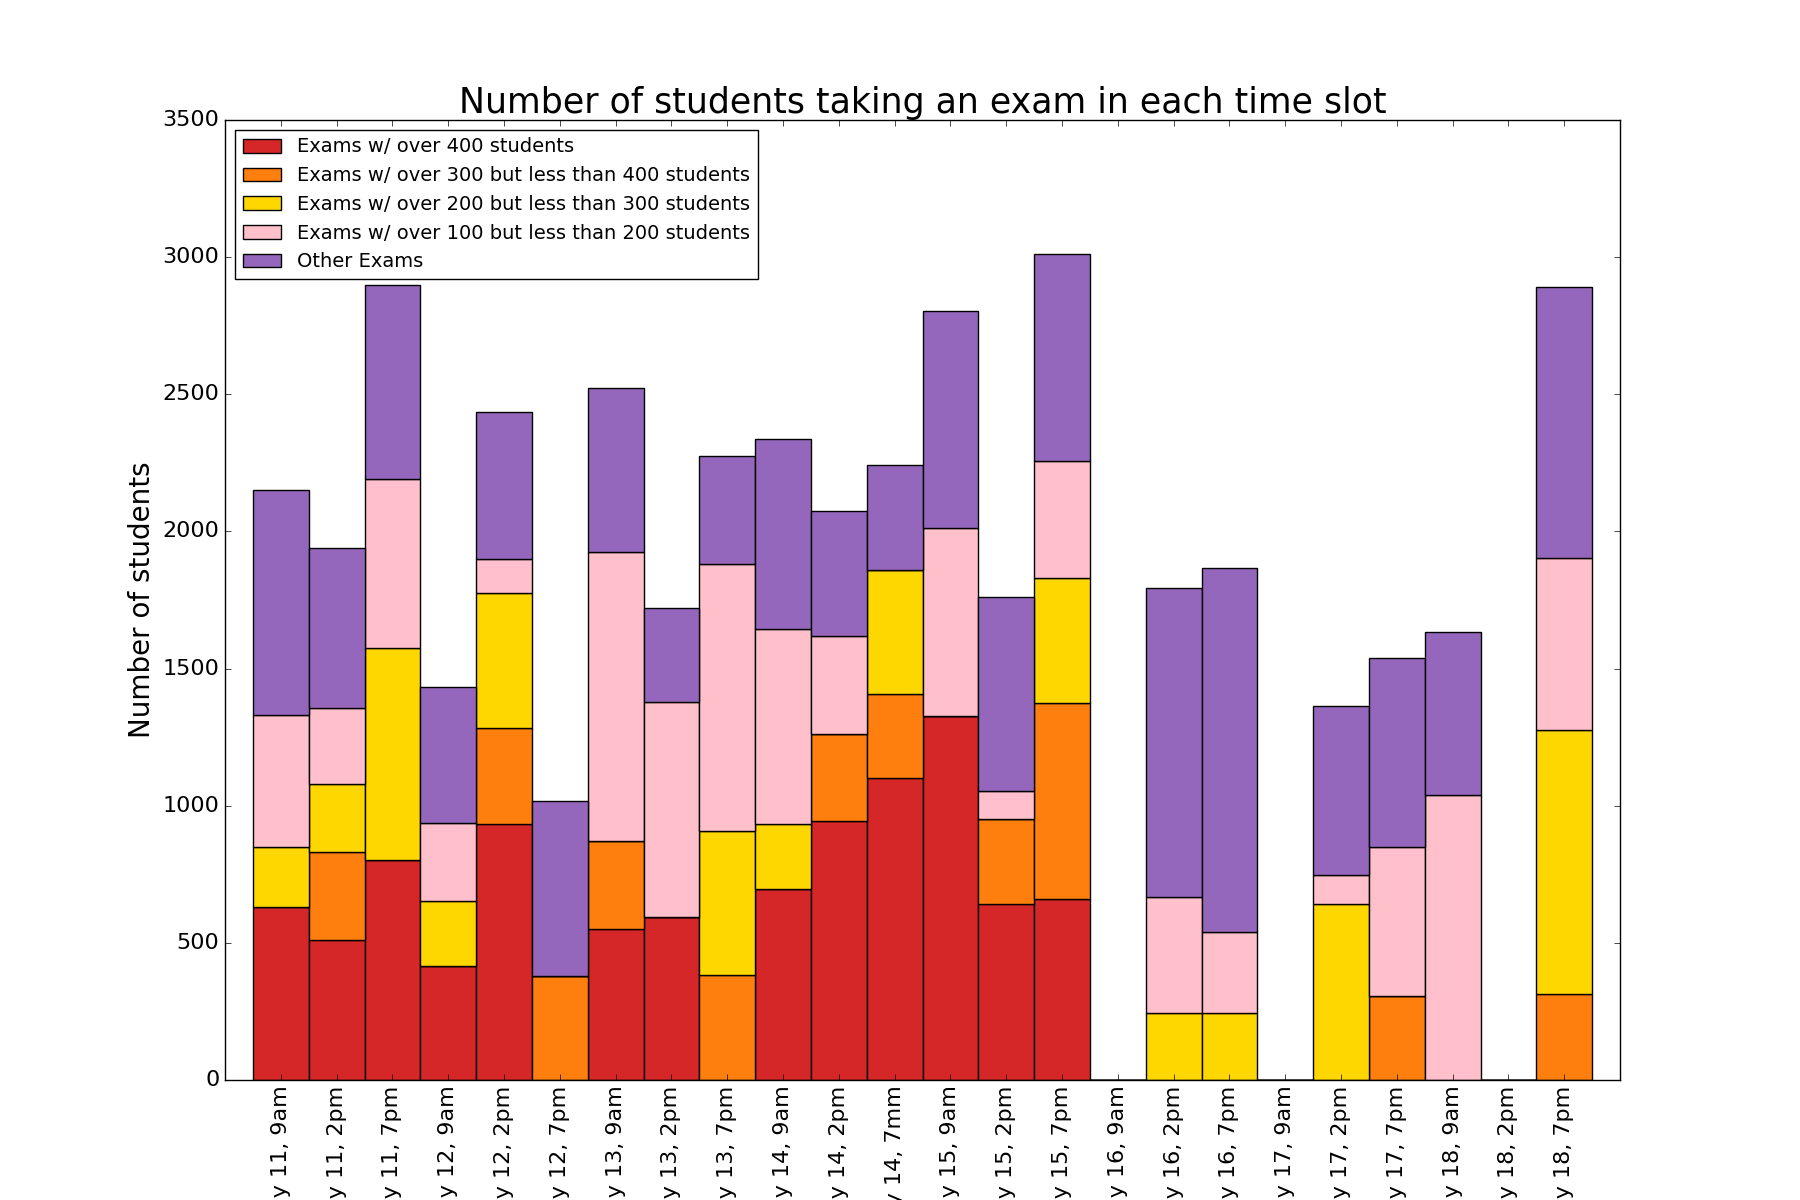 Number of students taking an exam in each time slot
3500
3000
2500
2000
1500
1000
500
0
Number of students
Exams w/ over 400 students
Exams w/ over 300 but less than 400 students
Exams w/ over 200 but less than 300 students
Exams w/ over 100 but less than 200 students
Other Exams
y 11, 9am
y 11, 2pm
y 11, 7pm
y 12, 9am
y 12, 2pm
y 12, 7pm
y 13, 9am
y 13, 2pm
y 13, 7pm
y 14, 9am
y 14, 2pm
y 14, 7mm
y 15, 9am
y 15, 2pm
y 15, 7pm
y 16, 9am
y 16, 2pm
y 16, 7pm
y 17, 9am
y 17, 2pm
y 17, 7pm
y 18, 9am
y 18, 2pm
y 18, 7pm